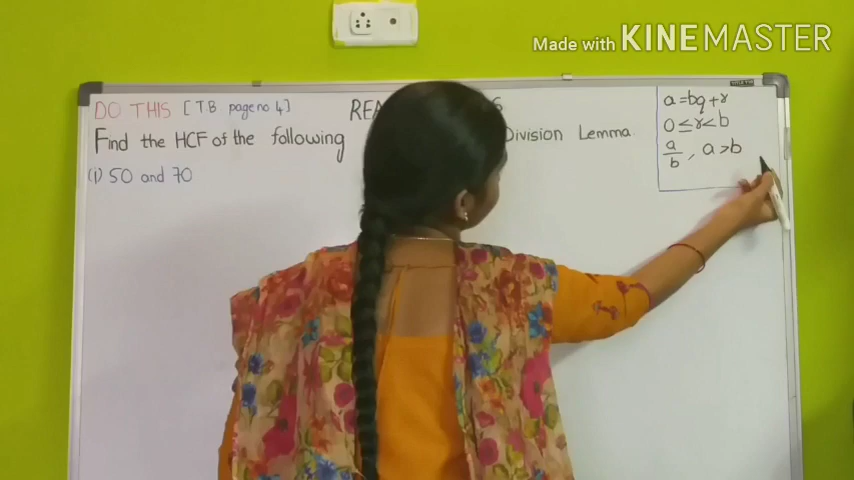 Made with KINEMASTER
DO THIS [TB page no 4]
REA
Find the HCF of the following Division Lemma.
(i) 50 and 70
a = bq + r
0 ≤ r < b
a/b, a > b